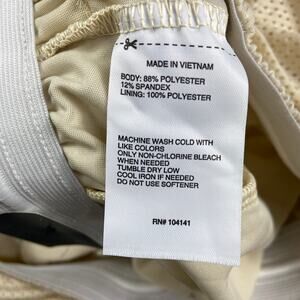 MADE IN VIETNAM
BODY: 88% POLYESTER
12% SPANDEX
LINING: 100% POLYESTER
MACHINE WASH COLD WITH
LIKE COLORS
ONLY NON-CHLORINE BLEACH
WHEN NEEDED
TUMBLE DRY LOW
COOL IRON IF NEEDED
DO NOT USE SOFTENER
RN# 104141